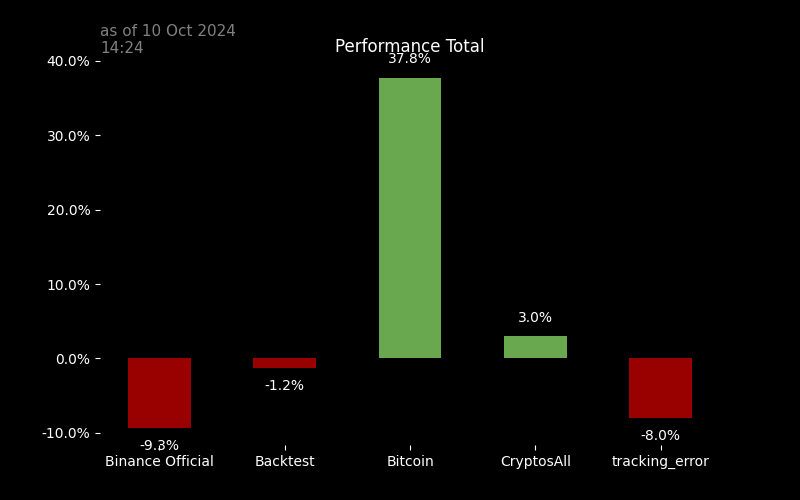 as of 10 Oct 2024
14:24
Performance Total
40.0%
30.0%
20.0%
10.0%
0.0%
-10.0%
-9.3%
-1.2%
37.8%
3.0%
-8.0%
Binance Official
Backtest
Bitcoin
CryptosAll
tracking_error